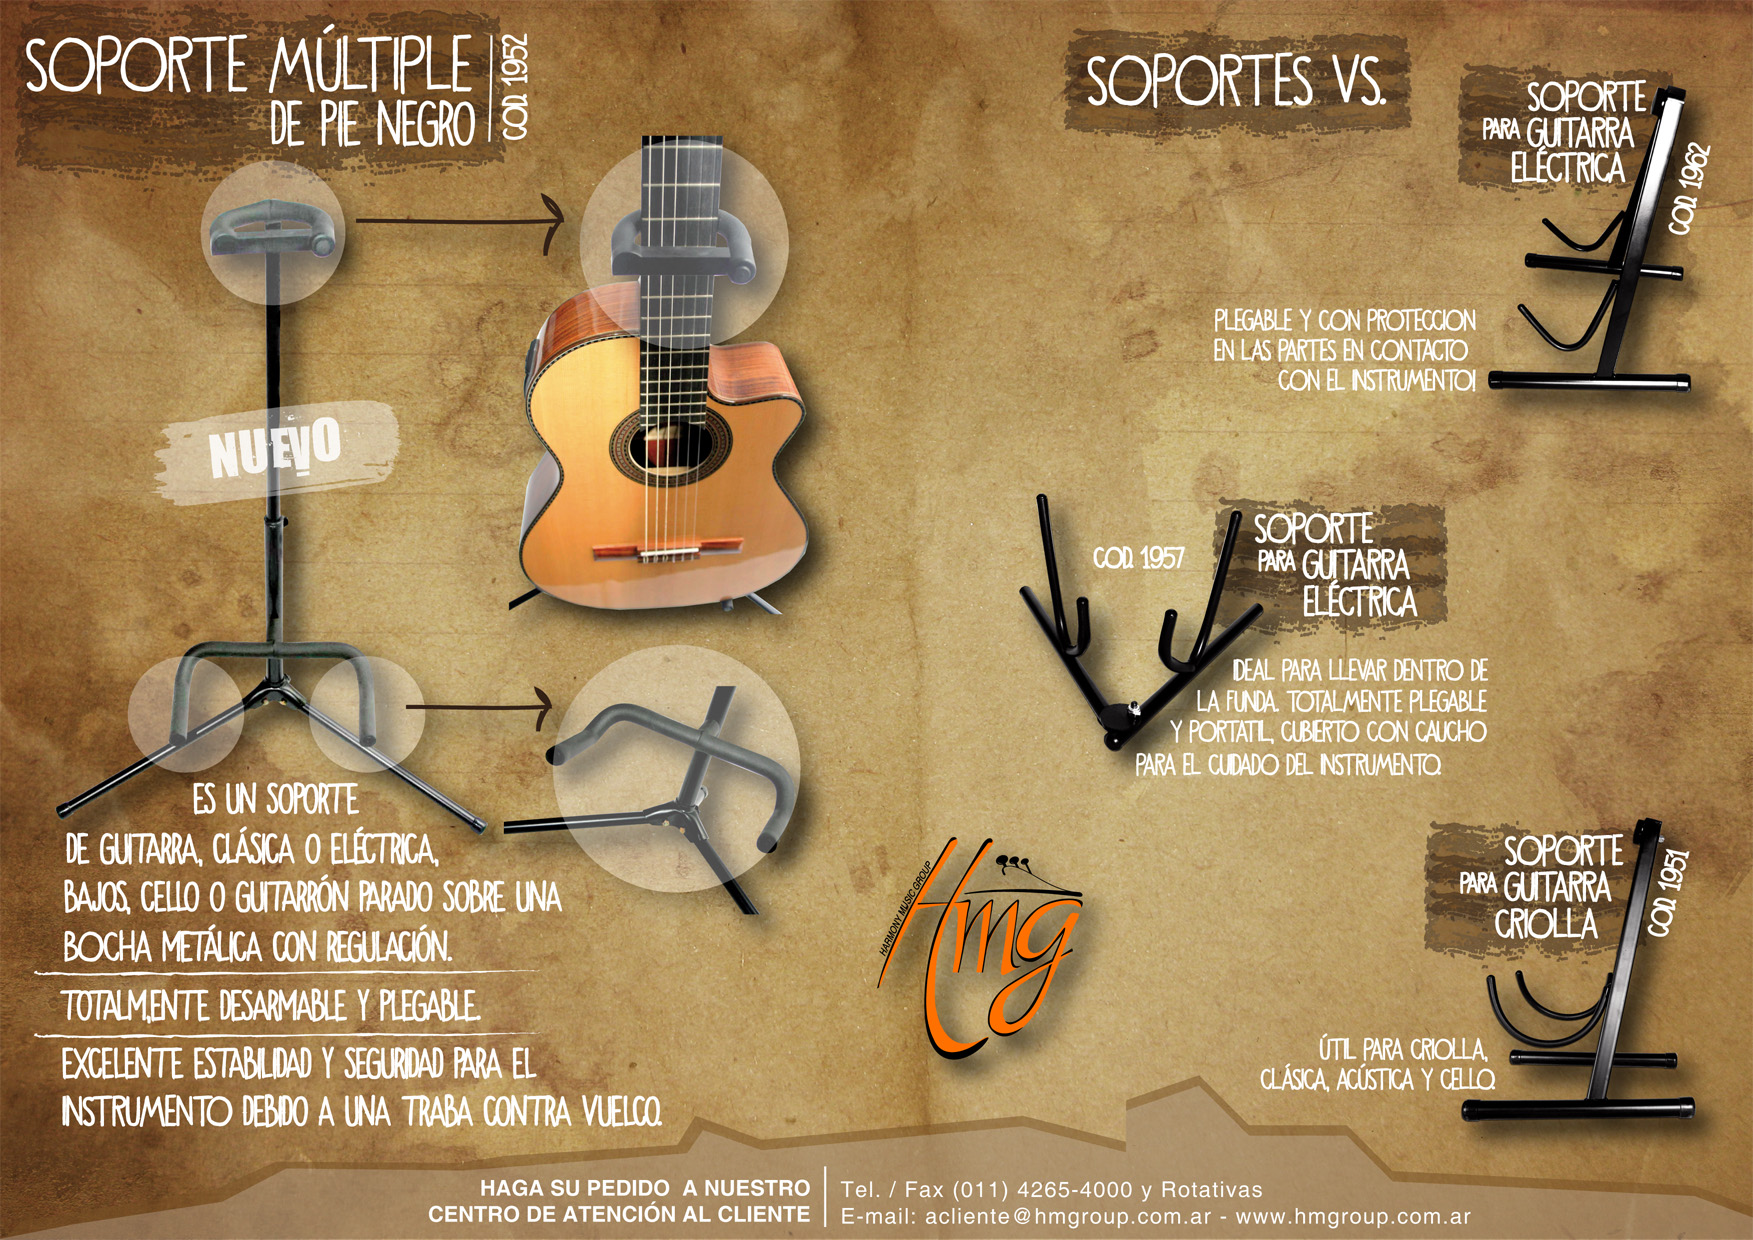 SOPORTE MÚLTIPLE
DE PIE NEGRO
COD. 1952
NUEVO
ES UN SOPORTE
DE GUITARRA, CLÁSICA O ELÉCTRICA,
BAJOS, CELLO O GUITARRÓN PARADO SOBRE UNA
BOCHA METÁLICA CON REGULACIÓN.
TOTALM,ENTE DESARMABLE Y PLEGABLE.
EXCELENTE ESTABILIDAD Y SEGURIDAD PARA EL
INSTRUMENTO DEBIDO A UNA TRABA CONTRA VUELCO.
SOPORTES VS.
SOPORTE
PARA GUITARRA
ELÉCTRICA
COD. 1962
PLEGABLE Y CON PROTECCION
EN LAS PARTES EN CONTACTO
CON EL INSTRUMENTO!
COD. 1957
SOPORTE
PARA GUITARRA
ELÉCTRICA
IDEAL PARA LLEVAR DENTRO DE
LA FUNDA. TOTALMENTE PLEGABLE
Y PORTATIL, CUBIERTO CON CAUCHO
PARA EL CUIDADO DEL INSTRUMENTO.
HARMONY MUSIC GROUP
Hmg
SOPORTE
PARA GUITARRA
CRIOLLA
COD. 1951
ÚTIL PARA CRIOLLA,
CLÁSICA, ACÚSTICA Y CELLO.
HAGA SU PEDIDO A NUESTRO
CENTRO DE ATENCIÓN AL CLIENTE
Tel. / Fax (011) 4265-4000 y Rotativas
E-mail: acliente@hmgroup.com.ar - www.hmgroup.com.ar